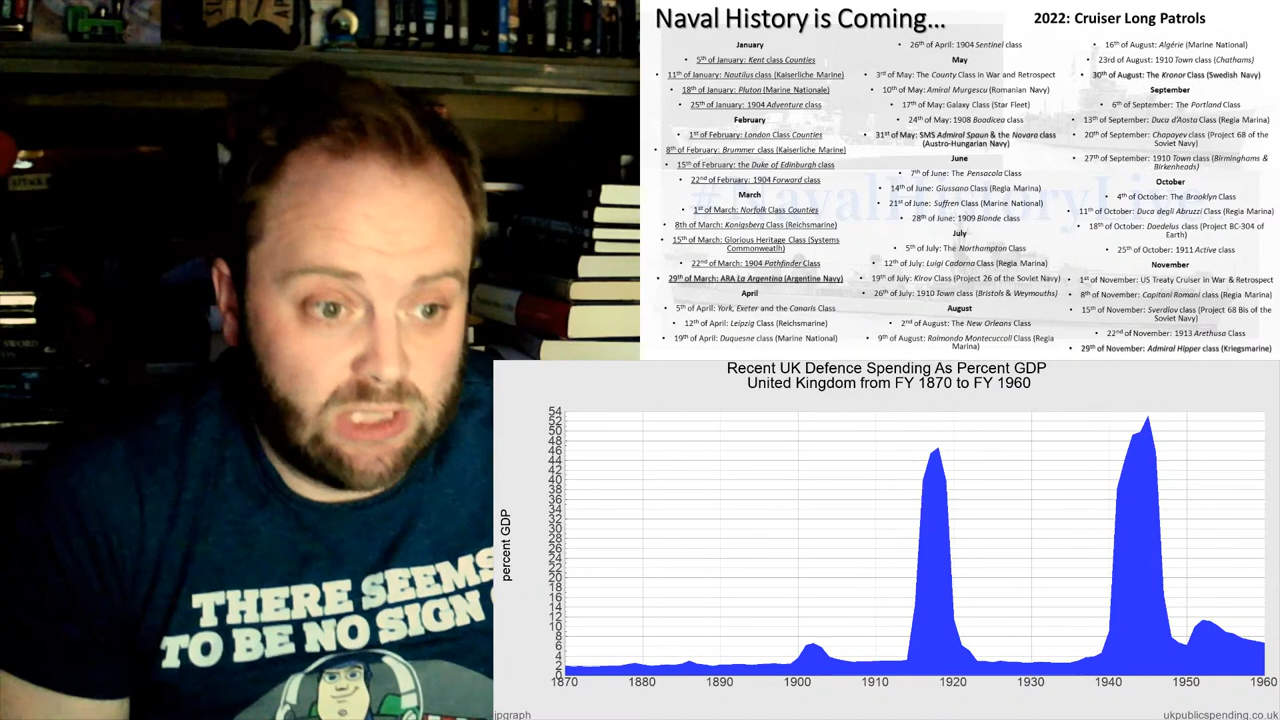 Naval History is Coming...
2022: Cruiser Long Patrols
January
• 5th of January: Kent class Counties
• 11th of January: Nautilus class (Kaiserliche Marine)
• 18th of January: Pluton (Marine Nationale)
• 25th of January: 1904 Adventure class
February
• 1st of February: London Class Counties
• 8th of February: Brummer class (Kaiserliche Marine)
• 15th of February: the Duke of Edinburgh class
• 22nd of February: 1904 Forward class
March
• 1st of March: Norfolk Class Counties
• 8th of March: Konigsberg Class (Reichsmarine)
• 15th of March: Glorious Heritage Class (Systems
Commonwealth)
• 22nd of March: 1904 Pathfinder Class
• 29th of March: ARA La Argentina (Argentine Navy)
April
• 5th of April: York, Exeter and the Canaris Class
• 12th of April: Leipzig Class (Reichsmarine)
• 19th of April: Duquesne class (Marine National)
• 26th of April: 1904 Sentinel class
May
• 3rd of May: The County Class in War and Retrospect
• 10th of May: Amiral Murgescu (Romanian Navy)
• 17th of May: Galaxy Class (Star Fleet)
• 24th of May: 1908 Boadicea class
• 31st of May: SMS Admiral Spaun & the Novara class
(Austro-Hungarian Navy)
June
• 7th of June: The Pensacola Class
• 14th of June: Giussano Class (Regia Marina)
• 21st of June: Suffren Class (Marine National)
• 28th of June: 1909 Blonde class
July
• 5th of July: The Northampton Class
• 12th of July: Luigi Cadorna Class (Regia Marina)
• 19th of July: Kirov Class (Project 26 of the Soviet Navy)
• 26th of July: 1910 Town class (Bristols & Weymouths)
August
• 2nd of August: The New Orleans Class
• 9th of August: Raimondo Montecuccoli Class (Regia
Marina)
• 16th of August: Algérie (Marine National)
• 23rd of August: 1910 Town class (Chathams)
• 30th of August: The Kronor Class (Swedish Navy)
September
• 6th of September: The Portland Class
• 13th of September: Duca d'Aosta Class (Regia Marina)
• 20th of September: Chapayev class (Project 68 of the
Soviet Navy)
• 27th of September: 1910 Town class (Birminghams &
Birkenheads)
October
• 4th of October: The Brooklyn Class
• 11th of October: Duca degli Abruzzi Class (Regia Marina)
• 18th of October: Daedelus class (Project BC-304 of
Earth)
• 25th of October: 1911 Active class
November
• 1st of November: US Treaty Cruiser in War & Retrospect
• 8th of November: Capitani Romani class (Regia Marina)
• 15th of November: Sverdlov class (Project 68 Bis of the
Soviet Navy)
• 22nd of November: 1913 Arethusa Class
• 29th of November: Admiral Hipper class (Kriegsmarine)
Recent UK Defence Spending As Percent GDP
United Kingdom from FY 1870 to FY 1960
percent GDP
54
52
50
48
46
44
42
40
38
36
34
32
30
28
26
24
22
20
18
16
14
12
10
8
6
4
2
0
1870 1880 1890 1900 1910 1920 1930 1940 1950 1960
jpgraph
ukpublicspending.co.uk
THERE SEEMS
TO BE NO SIGN